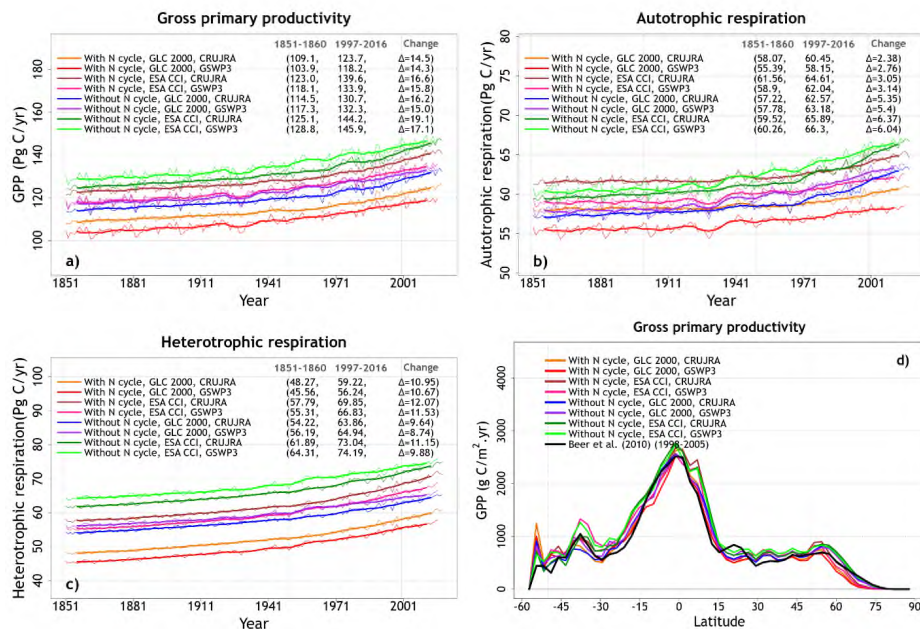 Gross primary productivity
1851-1860 1997-2016 Change
With N cycle, GLC 2000, CRUJRA (109.1, 123.7, Δ=14.5)
With N cycle, GLC 2000, GSWP3 (103.9, 118.2, Δ=14.3)
With N cycle, ESA CCI, CRUJRA (123.0, 139.6, Δ=16.6)
With N cycle, ESA CCI, GSWP3 (118.1, 133.9, Δ=15.8)
Without N cycle, GLC 2000, CRUJRA (114.5, 130.7, Δ=16.2)
Without N cycle, GLC 2000, GSWP3 (117.3, 132.3, Δ=15.0)
Without N cycle, ESA CCI, CRUJRA (125.1, 144.2, Δ=19.1)
Without N cycle, ESA CCI, GSWP3 (128.8, 145.9, Δ=17.1)
GPP (Pg C/yr)
180
160
140
120
100
a)
1851 1881 1911 1941 1971 2001
Year
Autotrophic respiration
1851-1860 1997-2016 Change
With N cycle, GLC 2000, CRUJRA (58.07, 60.45, Δ=2.38)
With N cycle, GLC 2000, GSWP3 (55.39, 58.15, Δ=2.76)
With N cycle, ESA CCI, CRUJRA (61.56, 64.61, Δ=3.05)
With N cycle, ESA CCI, GSWP3 (58.9, 62.04, Δ=3.14)
Without N cycle, GLC 2000, CRUJRA (57.22, 62.57, Δ=5.35)
Without N cycle, GLC 2000, GSWP3 (57.78, 63.18, Δ=5.4)
Without N cycle, ESA CCI, CRUJRA (59.52, 65.89, Δ=6.37)
Without N cycle, ESA CCI, GSWP3 (60.26, 66.3, Δ=6.04)
Autotrophic respiration(Pg C/yr)
80
75
70
65
60
55
50
b)
1851 1881 1911 1941 1971 2001
Year
Heterotrophic respiration
1851-1860 1997-2016 Change
With N cycle, GLC 2000, CRUJRA (48.27, 59.22, Δ=10.95)
With N cycle, GLC 2000, GSWP3 (45.56, 56.24, Δ=10.67)
With N cycle, ESA CCI, CRUJRA (57.79, 69.85, Δ=12.07)
With N cycle, ESA CCI, GSWP3 (55.31, 66.83, Δ=11.53)
Without N cycle, GLC 2000, CRUJRA (54.22, 63.86, Δ=9.64)
Without N cycle, GLC 2000, GSWP3 (56.19, 64.94, Δ=8.74)
Without N cycle, ESA CCI, CRUJRA (61.89, 73.04, Δ=11.15)
Without N cycle, ESA CCI, GSWP3 (64.31, 74.19, Δ=9.88)
Heterotrophic respiration(Pg C/yr)
100
90
80
70
60
50
40
c)
1851 1881 1911 1941 1971 2001
Year
Gross primary productivity
d)
With N cycle, GLC 2000, CRUJRA
With N cycle, GLC 2000, GSWP3
With N cycle, ESA CCI, CRUJRA
With N cycle, ESA CCI, GSWP3
Without N cycle, GLC 2000, CRUJRA
Without N cycle, GLC 2000, GSWP3
Without N cycle, ESA CCI, CRUJRA
Without N cycle, ESA CCI, GSWP3
Beer et al. (2010) (1998-2005)
GPP (g C/m².yr)
4000
3000
2000
1000
0
-60 -45 -30 -15 0 15 30 45 60 75 90
Latitude